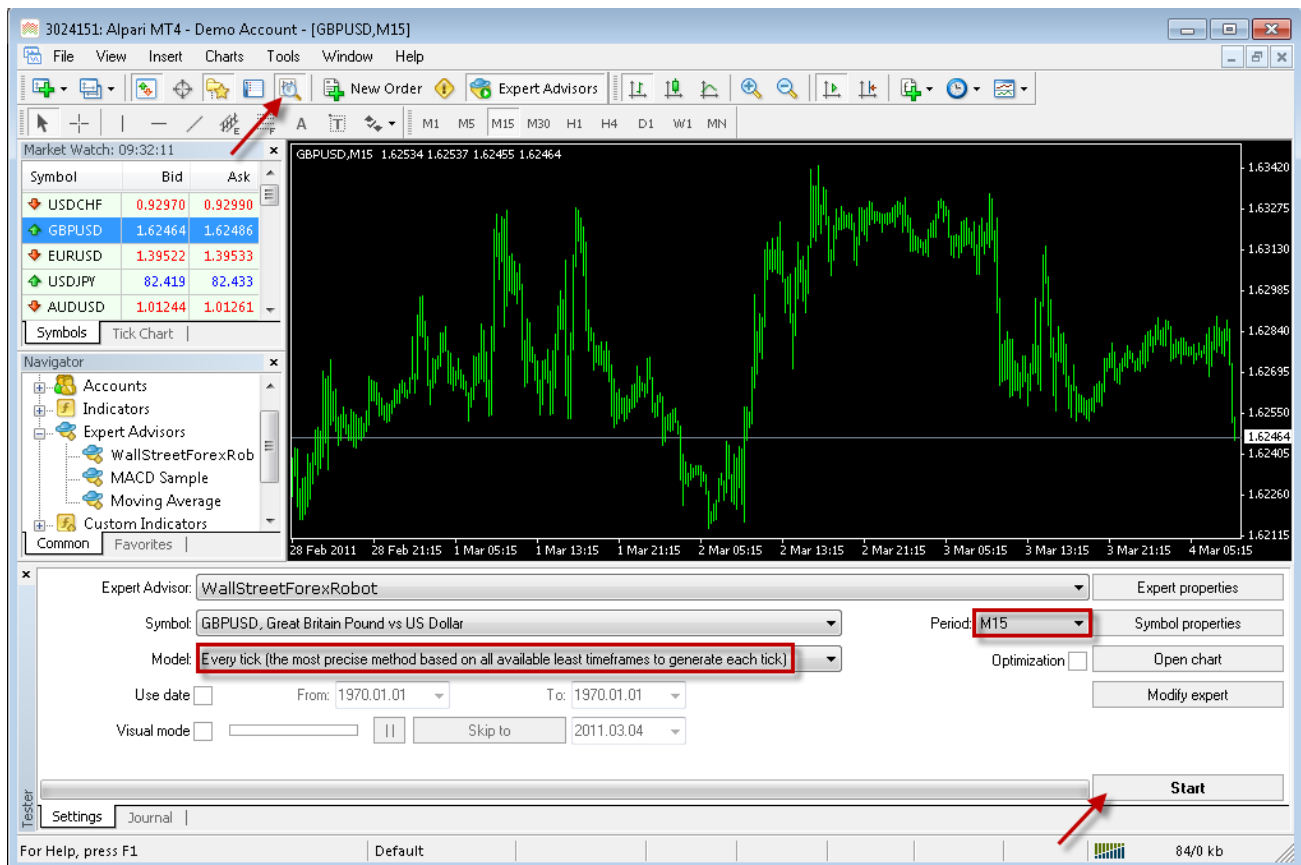 3024151: Alpari MT4 - Demo Account - [GBPUSD,M15]
File View Insert Charts Tools Window Help
New Order Expert Advisors
E F A T M1 M5 M15 M30 H1 H4 D1 W1 MN
Market Watch: 09:32:11
Symbol Bid Ask
USDCHF 0.92970 0.92990
GBPUSD 1.62464 1.62486
EURUSD 1.39522 1.39533
USDJPY 82.419 82.433
AUDUSD 1.01244 1.01261
Symbols Tick Chart
Navigator
Accounts
Indicators
Expert Advisors
WallStreetForexRob
MACD Sample
Moving Average
Custom Indicators
Common Favorites
GBPUSD,M15 1.62534 1.62537 1.62455 1.62464
1.63420
1.63275
1.63130
1.62985
1.62840
1.62695
1.62550
1.62464
1.62405
1.62260
1.62115
28 Feb 2011 28 Feb 21:15 1 Mar 05:15 1 Mar 13:15 1 Mar 21:15 2 Mar 05:15 2 Mar 13:15 2 Mar 21:15 3 Mar 05:15 3 Mar 13:15 3 Mar 21:15 4 Mar 05:15
Expert Advisor: WallStreetForexRobot Expert properties
Symbol: GBPUSD, Great Britain Pound vs US Dollar Period: M15 Symbol properties
Model: Every tick (the most precise method based on all available least timeframes to generate each tick) Optimization Open chart
Use date From: 1970.01.01 To: 1970.01.01 Modify expert
Visual mode Skip to 2011.03.04
Start
Tester
Settings Journal
For Help, press F1 Default 84/0 kb